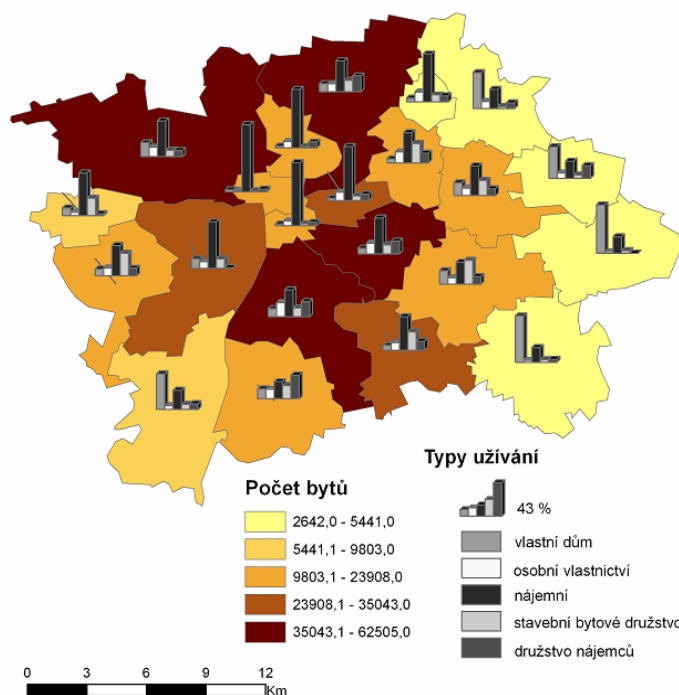 Typy užívání
43 %
vlastní dům
osobní vlastnictví
nájemní
stavební bytové družstvo
družstvo nájemců
Počet bytů
2642,0 - 5441,0
5441,1 - 9803,0
9803,1 - 23908,0
23908,1 - 35043,0
35043,1 - 62505,0
0 3 6 9 12
Km